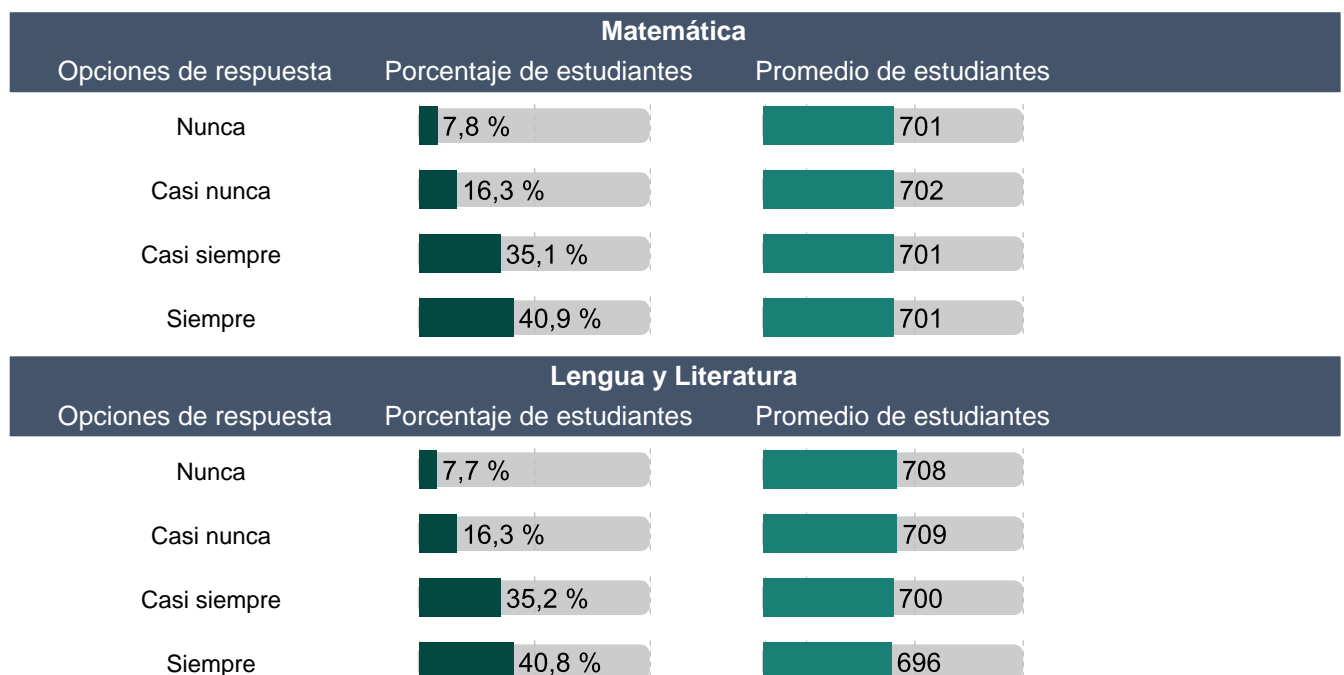 Matemática
Opciones de respuesta Porcentaje de estudiantes Promedio de estudiantes
Nunca 7,8 % 701
Casi nunca 16,3 % 702
Casi siempre 35,1 % 701
Siempre 40,9 % 701
Lengua y Literatura
Opciones de respuesta Porcentaje de estudiantes Promedio de estudiantes
Nunca 7,7 % 708
Casi nunca 16,3 % 709
Casi siempre 35,2 % 700
Siempre 40,8 % 696